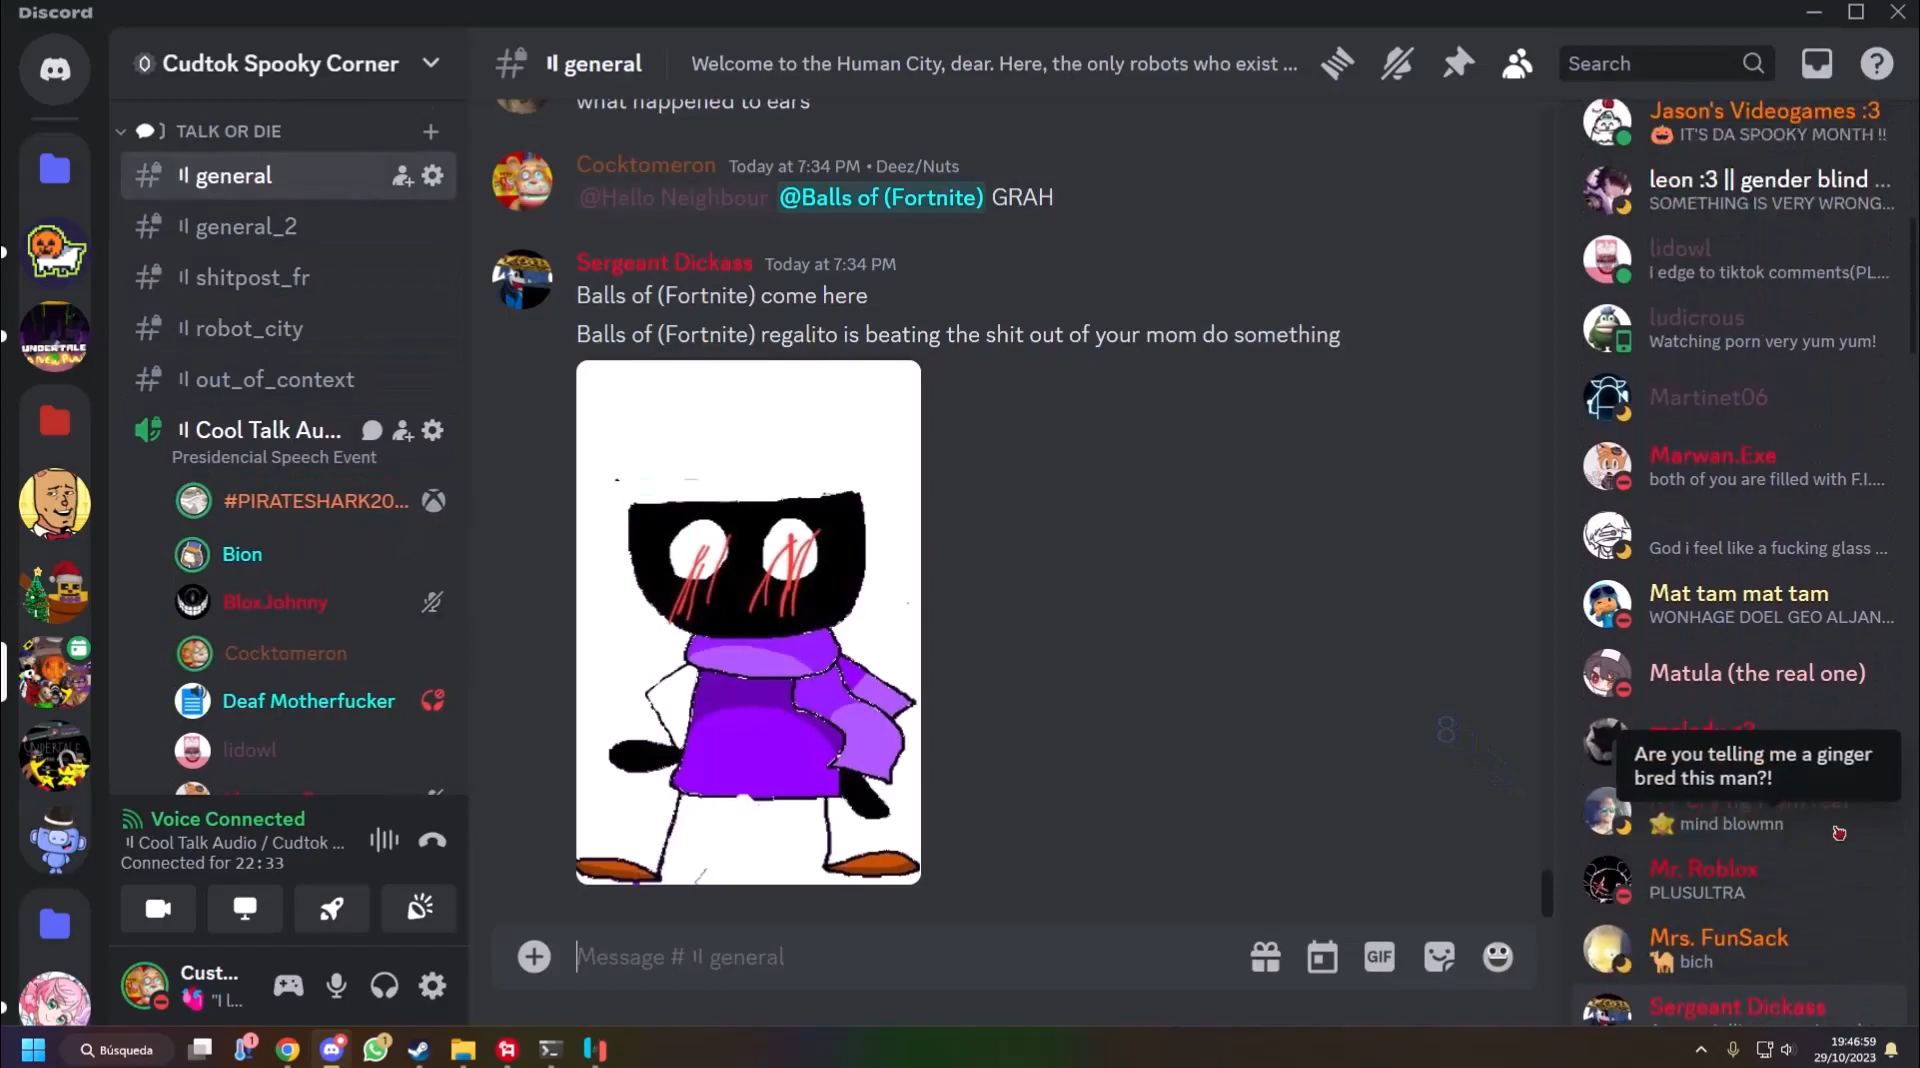 Discord
Cudtok Spooky Corner
general
Welcome to the Human City, dear. Here, the only robots who exist ...
Search
TALK OR DIE
general
general_2
shitpost_fr
robot_city
out_of_context
Cool Talk Au...
Presidencial Speech Event
#PIRATESHARK20...
Bion
BloxJohnny
Cocktomeron
Deaf Motherfucker
lidowl
Voice Connected
Cool Talk Audio / Cudtok ...
Connected for 22:33
Cust...
"I l...
what happened to ears
Cocktomeron Today at 7:34 PM • Deez/Nuts
@Hello Neighbour @Balls of (Fortnite) GRAH
Sergeant Dickass Today at 7:34 PM
Balls of (Fortnite) come here
Balls of (Fortnite) regalito is beating the shit out of your mom do something
UNDERTALE
Message # general
GIF
Jason's Videogames :3
IT'S DA SPOOKY MONTH !!
leon :3 || gender blind ...
SOMETHING IS VERY WRONG...
lidowl
I edge to tiktok comments(PL...
ludicrous
Watching porn very yum yum!
Martinet06
Marwan.Exe
both of you are filled with F.I....
God i feel like a fucking glass ...
Mat tam mat tam
WONHAGE DOEL GEO ALJAN...
Matula (the real one)
Are you telling me a ginger
bred this man?!
mind blowmn
Mr. Roblox
PLUSULTRA
Mrs. FunSack
bich
Sergeant Dickass
Búsqueda
19:46:59
29/10/2023